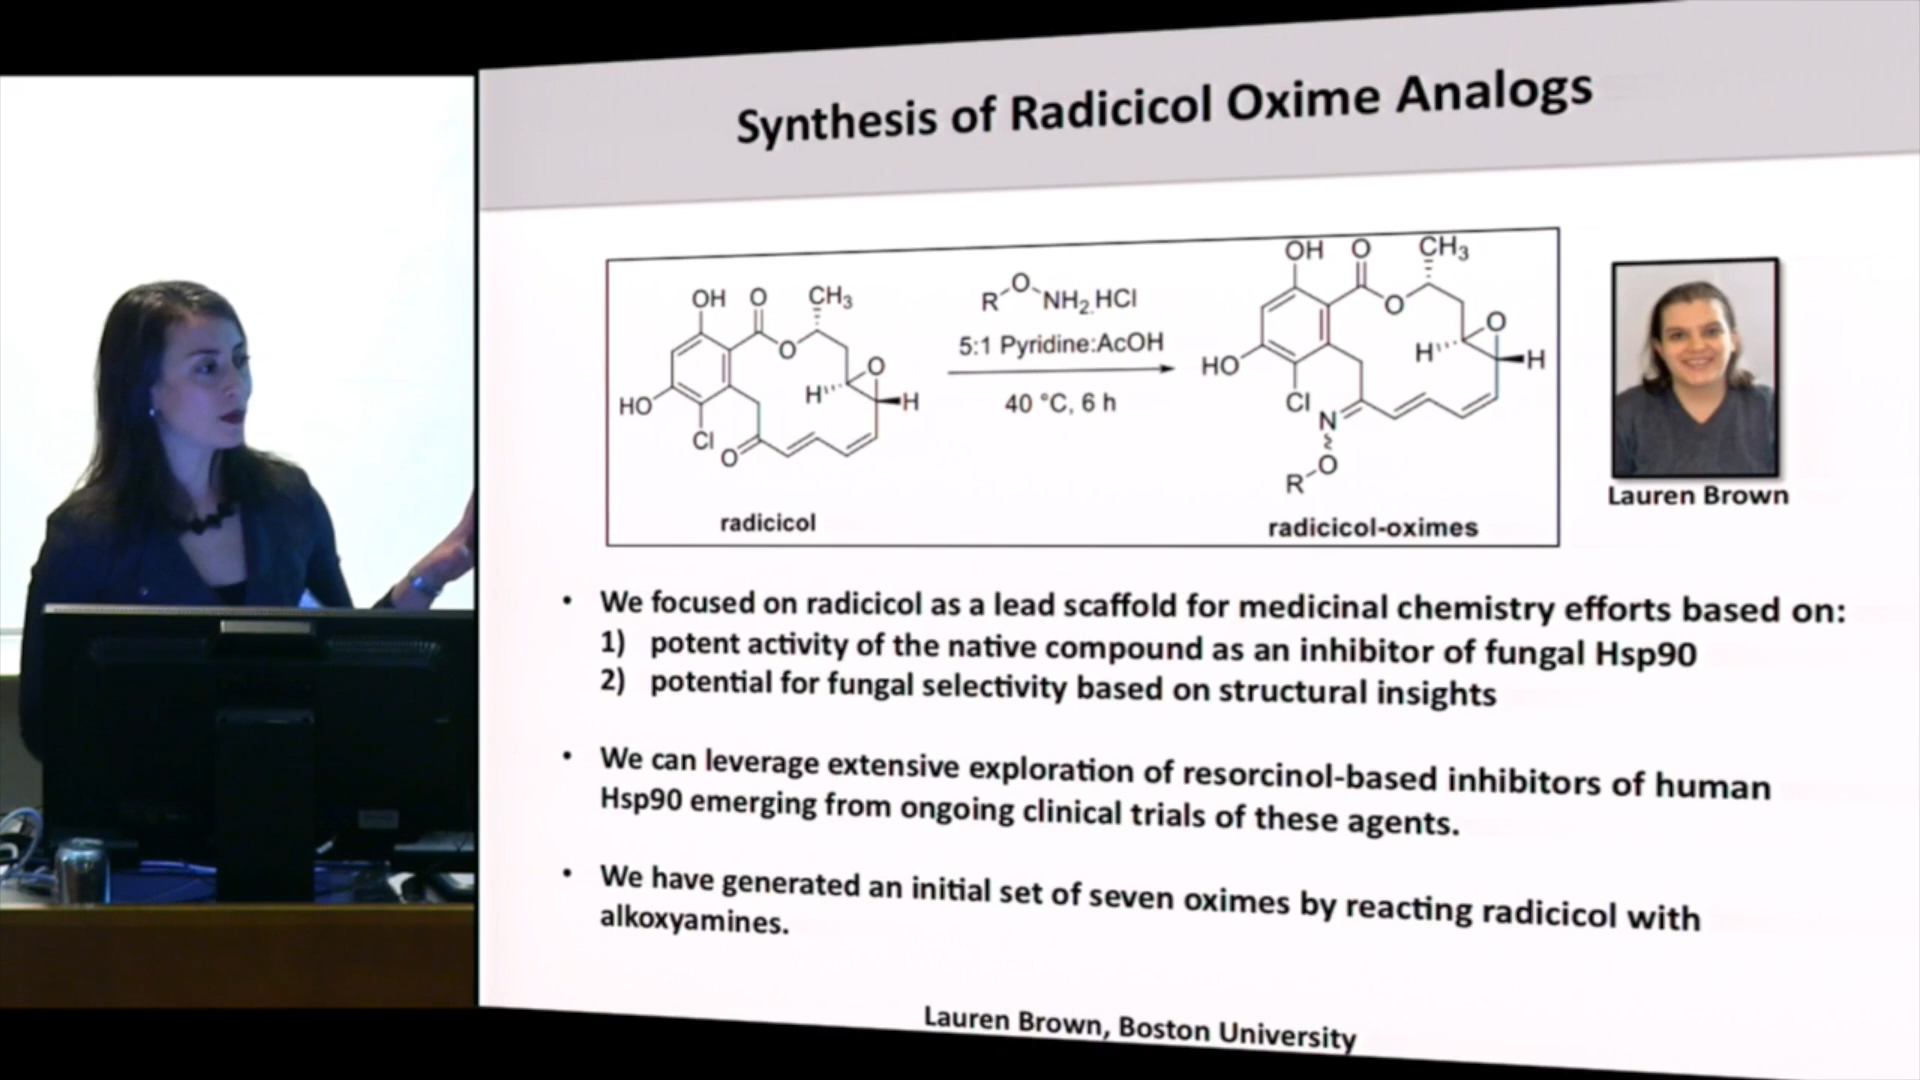 Synthesis of Radicicol Oxime Analogs
OH O CH3
O
O
H
H
HO
Cl
O
radicicol
R O NH2.HCl
5:1 Pyridine:AcOH
40 °C, 6 h
OH O CH3
O
O
H
H
HO
Cl
N
O
R
radicicol-oximes
Lauren Brown
• We focused on radicicol as a lead scaffold for medicinal chemistry efforts based on:
1) potent activity of the native compound as an inhibitor of fungal Hsp90
2) potential for fungal selectivity based on structural insights
• We can leverage extensive exploration of resorcinol-based inhibitors of human
Hsp90 emerging from ongoing clinical trials of these agents.
• We have generated an initial set of seven oximes by reacting radicicol with
alkoxyamines.
Lauren Brown, Boston University